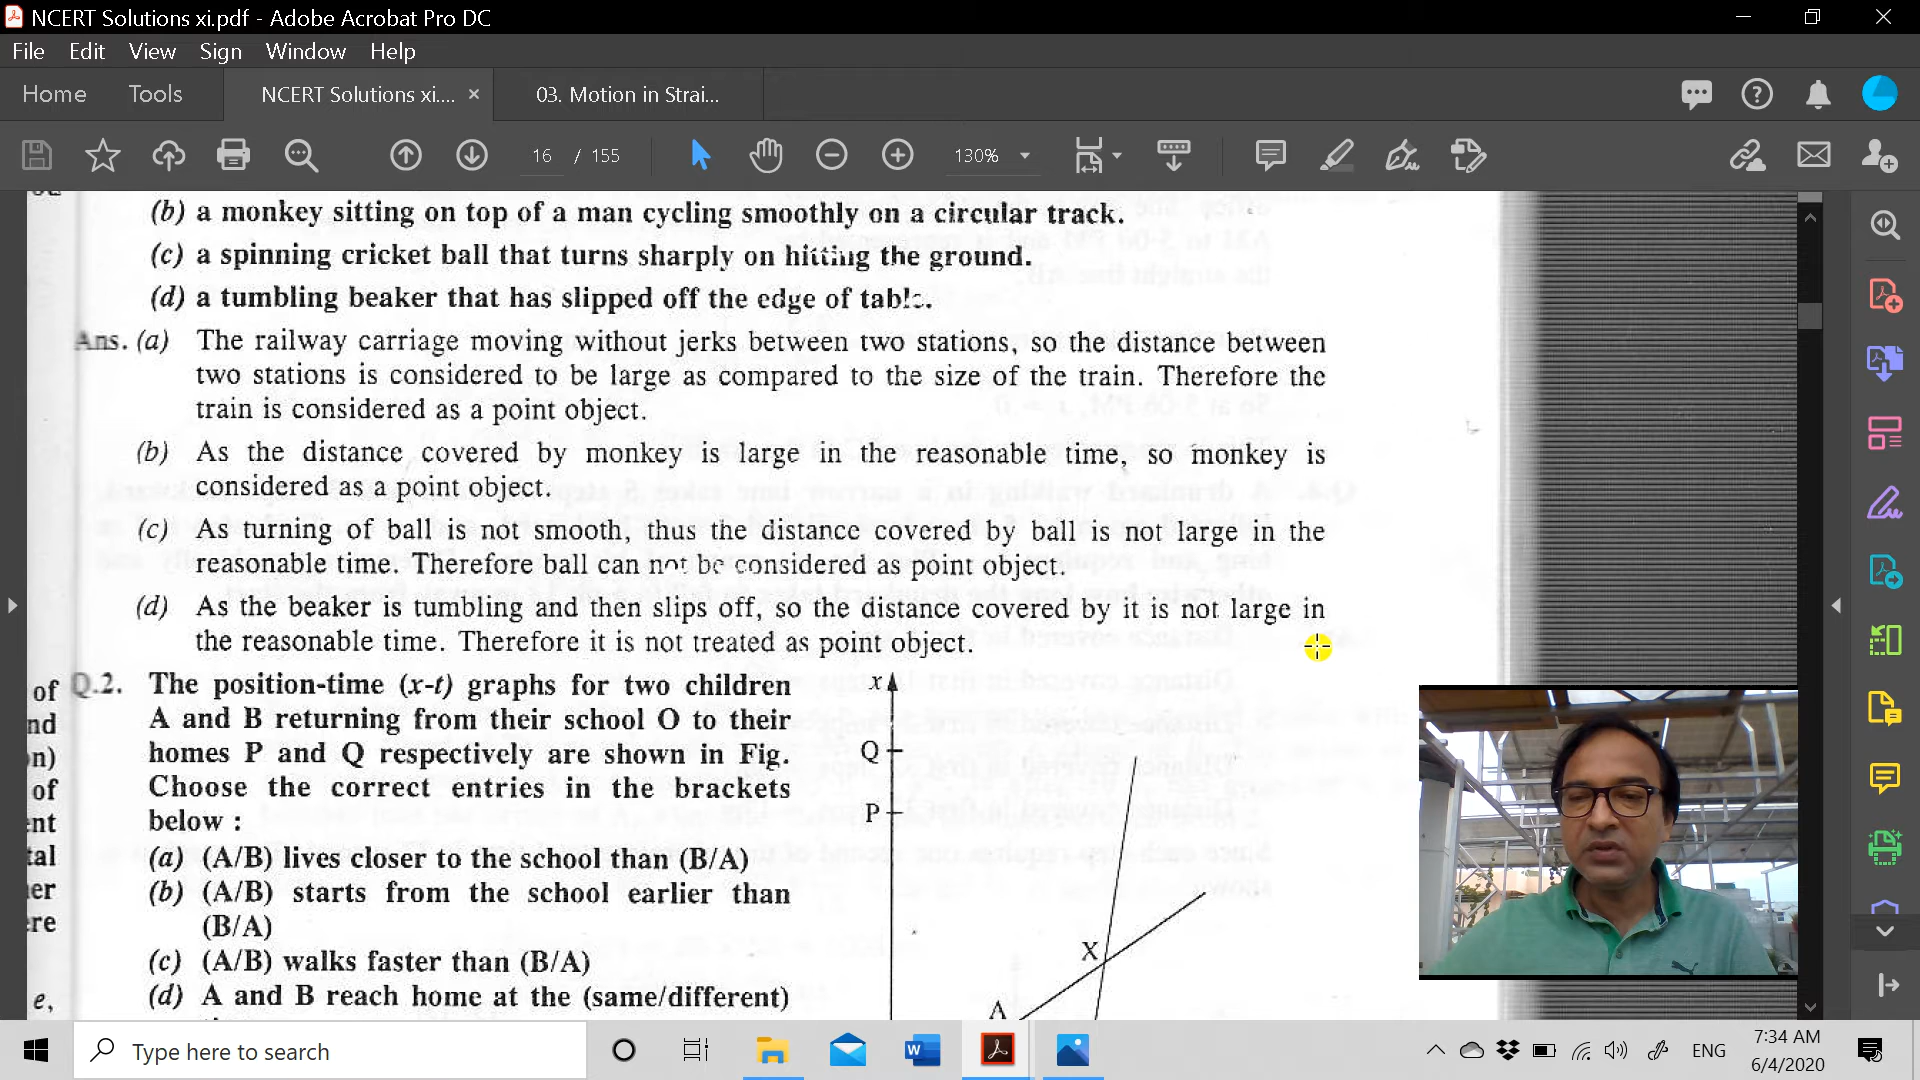 NCERT Solutions xi.pdf - Adobe Acrobat Pro DC
File Edit View Sign Window Help
Home Tools NCERT Solutions xi.... × 03. Motion in Strai...
16 / 155 130%
(b) a monkey sitting on top of a man cycling smoothly on a circular track.
(c) a spinning cricket ball that turns sharply on hitting the ground.
(d) a tumbling beaker that has slipped off the edge of table.
Ans. (a) The railway carriage moving without jerks between two stations, so the distance between
two stations is considered to be large as compared to the size of the train. Therefore the
train is considered as a point object.
(b) As the distance covered by monkey is large in the reasonable time, so monkey is
considered as a point object.
(c) As turning of ball is not smooth, thus the distance covered by ball is not large in the
reasonable time. Therefore ball can not be considered as point object.
(d) As the beaker is tumbling and then slips off, so the distance covered by it is not large in
the reasonable time. Therefore it is not treated as point object.
Q.2. The position-time (x-t) graphs for two children
A and B returning from their school O to their
homes P and Q respectively are shown in Fig.
Choose the correct entries in the brackets
below :
(a) (A/B) lives closer to the school than (B/A)
(b) (A/B) starts from the school earlier than
(B/A)
(c) (A/B) walks faster than (B/A)
(d) A and B reach home at the (same/different)
x
Q
P
X
A
of
nd
on)
of
ent
tal
her
ere
e,
Type here to search
ENG
7:34 AM
6/4/2020